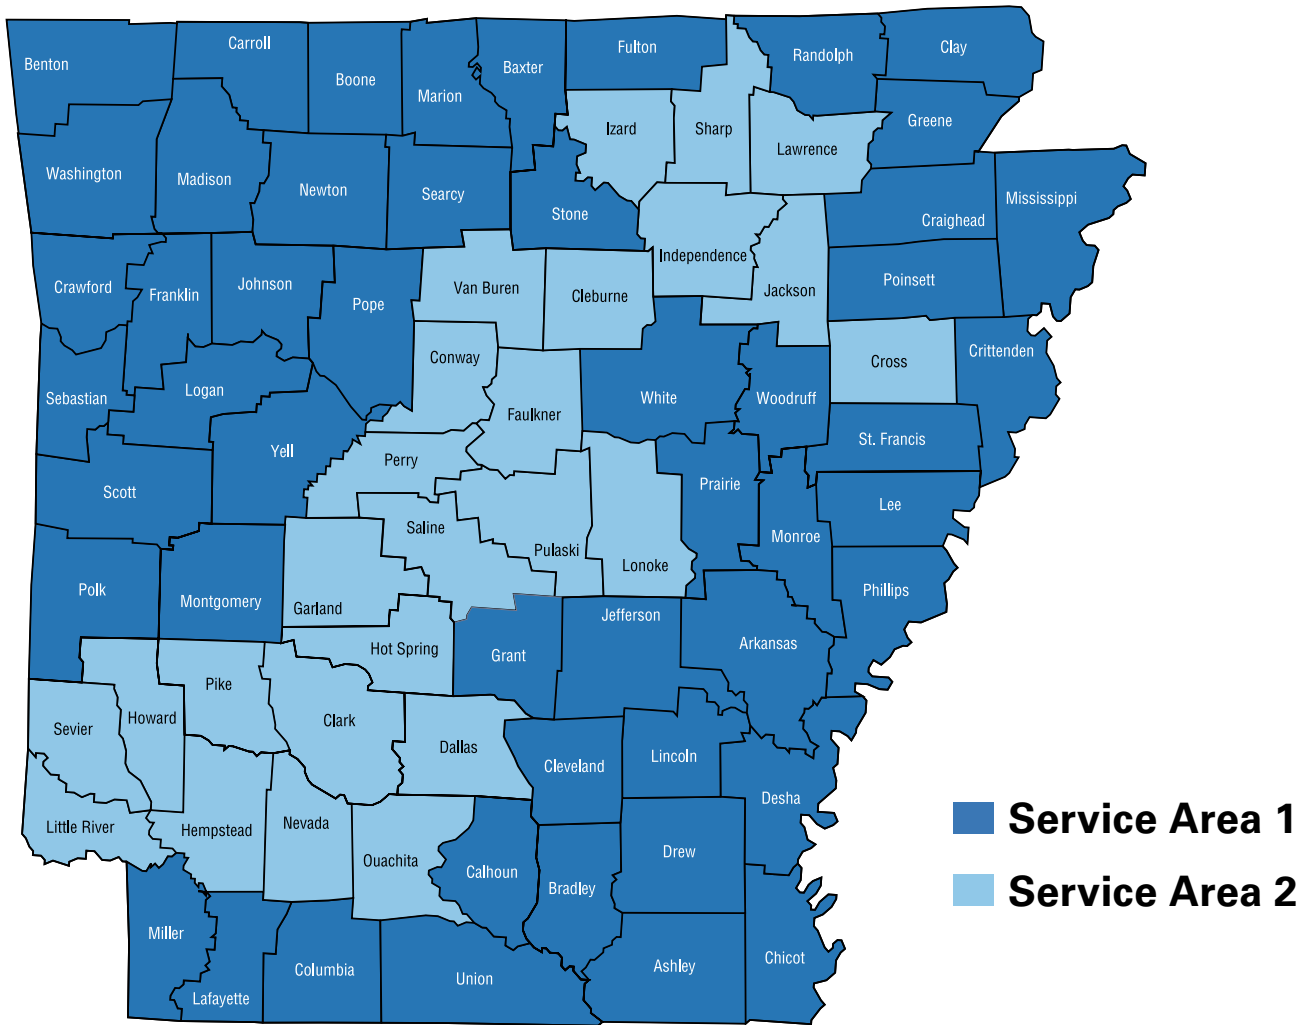 Benton
Carroll
Boone
Marion
Baxter
Fulton
Randolph
Clay
Izard
Sharp
Lawrence
Greene
Washington
Madison
Newton
Searcy
Stone
Craighead
Mississippi
Crawford
Franklin
Johnson
Pope
Van Buren
Cleburne
Independence
Jackson
Poinsett
Sebastian
Logan
Conway
Faulkner
White
Woodruff
Cross
Crittenden
Yell
Perry
St. Francis
Scott
Saline
Pulaski
Lonoke
Prairie
Monroe
Lee
Polk
Montgomery
Garland
Hot Spring
Grant
Jefferson
Arkansas
Phillips
Sevier
Howard
Pike
Clark
Dallas
Cleveland
Lincoln
Desha
Little River
Hempstead
Nevada
Ouachita
Calhoun
Bradley
Drew
Miller
Lafayette
Columbia
Union
Ashley
Chicot
Service Area 1
Service Area 2